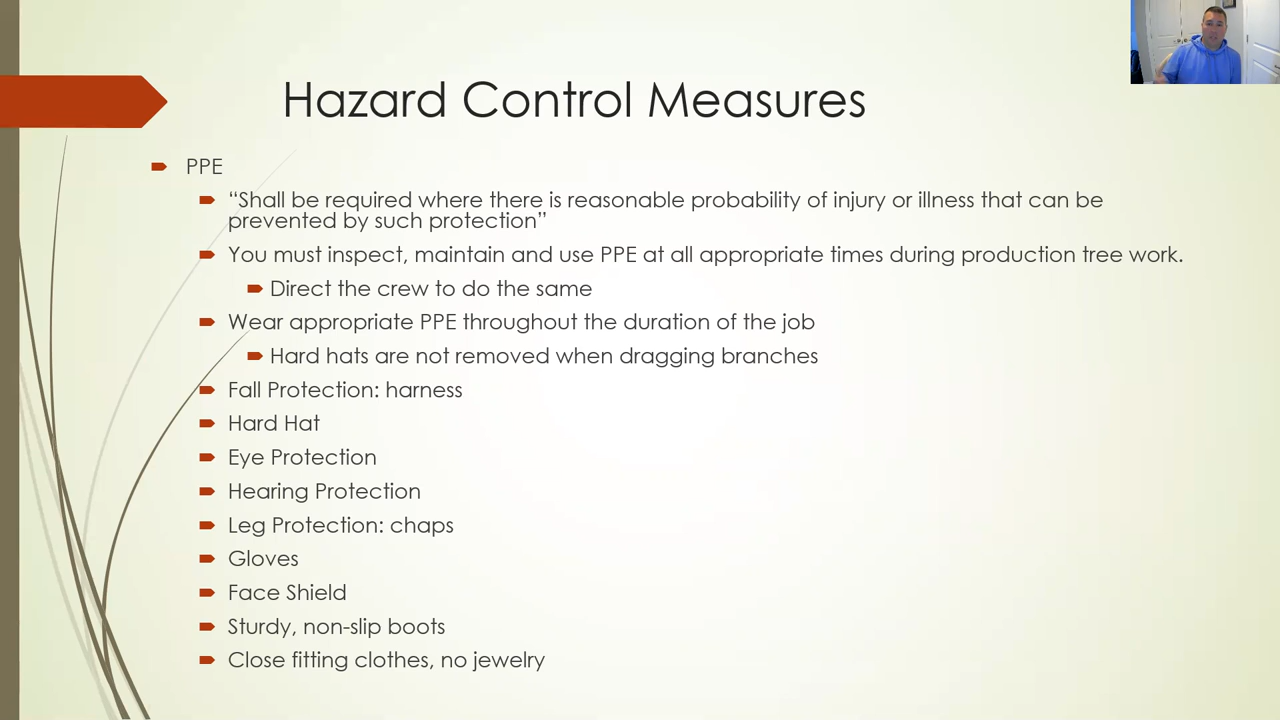 Hazard Control Measures
PPE
“Shall be required where there is reasonable probability of injury or illness that can be
prevented by such protection”
You must inspect, maintain and use PPE at all appropriate times during production tree work.
Direct the crew to do the same
Wear appropriate PPE throughout the duration of the job
Hard hats are not removed when dragging branches
Fall Protection: harness
Hard Hat
Eye Protection
Hearing Protection
Leg Protection: chaps
Gloves
Face Shield
Sturdy, non-slip boots
Close fitting clothes, no jewelry